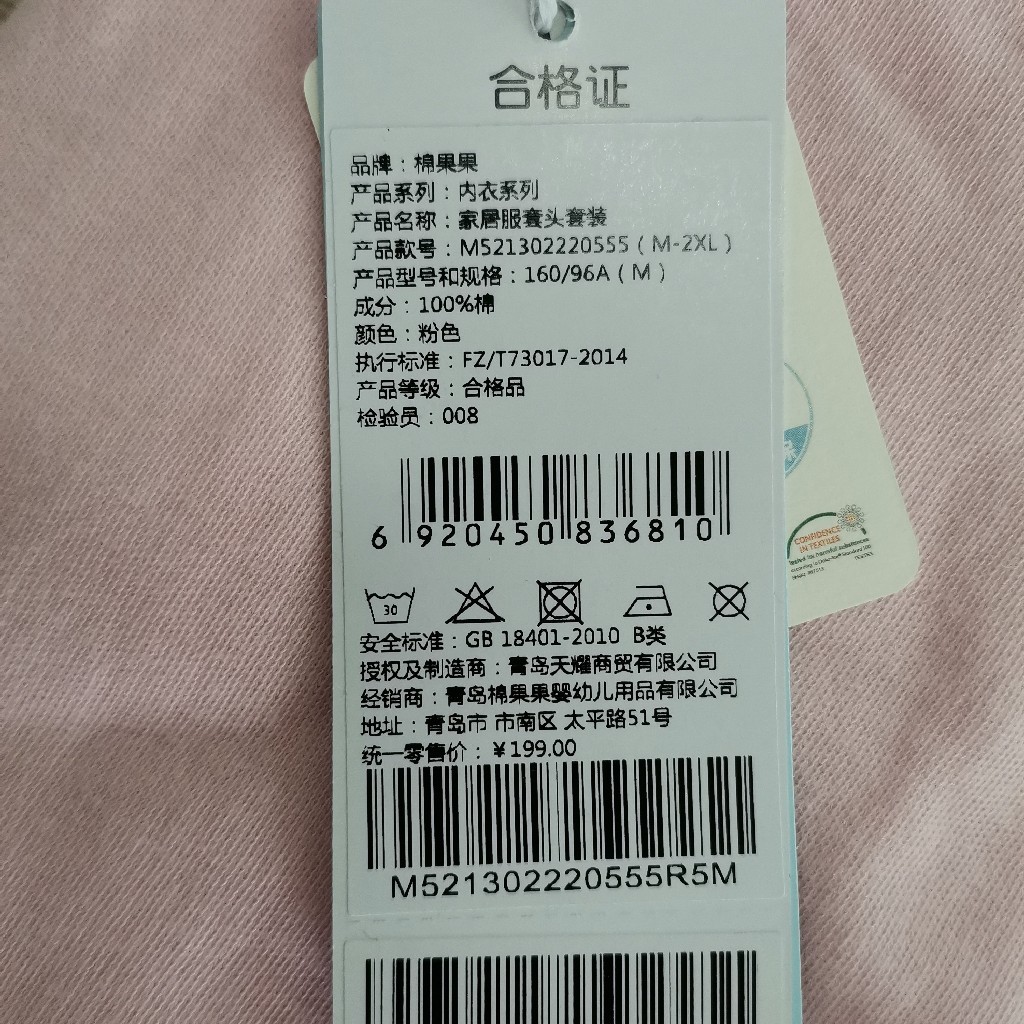 合格证
品牌：棉果果
产品系列：内衣系列
产品名称：家居服套头套装
产品款号：M521302220555（M-2XL）
产品型号和规格：160/96A（M）
成分：100%棉
颜色：粉色
执行标准：FZ/T73017-2014
产品等级：合格品
检验员：008
6 920450 836810
30
安全标准：GB 18401-2010 B类
授权及制造商：青岛天耀商贸有限公司
经销商：青岛棉果果婴幼儿用品有限公司
地址：青岛市 市南区 太平路51号
统一零售价：￥199.00
M521302220555R5M
CONFIDENCE
IN TEXTILES
Tested for harmful substances